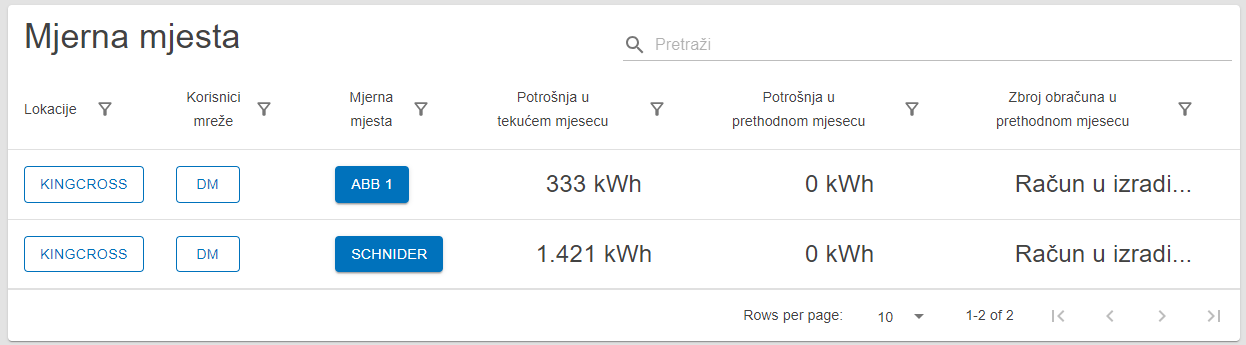 Mjerna mjesta
Pretraži
Lokacije
Korisnici
mreže
Mjerna
mjesta
Potrošnja u
tekućem mjesecu
Potrošnja u
prethodnom mjesecu
Zbroj obračuna u
prethodnom mjesecu
KINGCROSS DM ABB 1 333 kWh 0 kWh Račun u izradi...
KINGCROSS DM SCHNIDER 1.421 kWh 0 kWh Račun u izradi...
Rows per page: 10 1-2 of 2